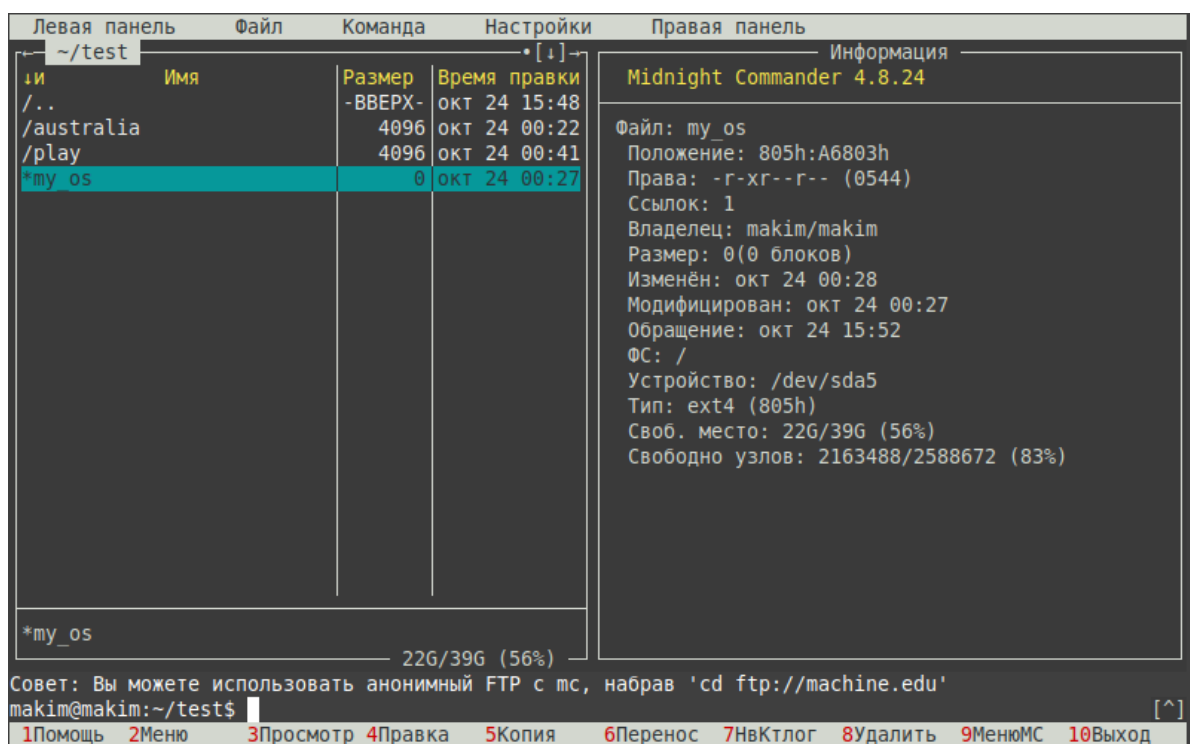 Левая панель Файл Команда Настройки Правая панель
~/test •[↓] Информация
↓и Имя Размер Время правки Midnight Commander 4.8.24
/.. -ВВЕРХ- окт 24 15:48
/australia 4096 окт 24 00:22 Файл: my_os
/play 4096 окт 24 00:41 Положение: 805h:A6803h
*my_os 0 окт 24 00:27 Права: -r-xr--r-- (0544)
Ссылок: 1
Владелец: makim/makim
Размер: 0(0 блоков)
Изменён: окт 24 00:28
Модифицирован: окт 24 00:27
Обращение: окт 24 15:52
ФС: /
Устройство: /dev/sda5
Тип: ext4 (805h)
Своб. место: 22G/39G (56%)
Свободно узлов: 2163488/2588672 (83%)
*my_os
22G/39G (56%)
Совет: Вы можете использовать анонимный FTP с mc, набрав 'cd ftp://machine.edu'
makim@makim:~/test$ [^]
1Помощь 2Меню 3Просмотр 4Правка 5Копия 6Перенос 7НвКтлог 8Удалить 9МенюMC 10Выход